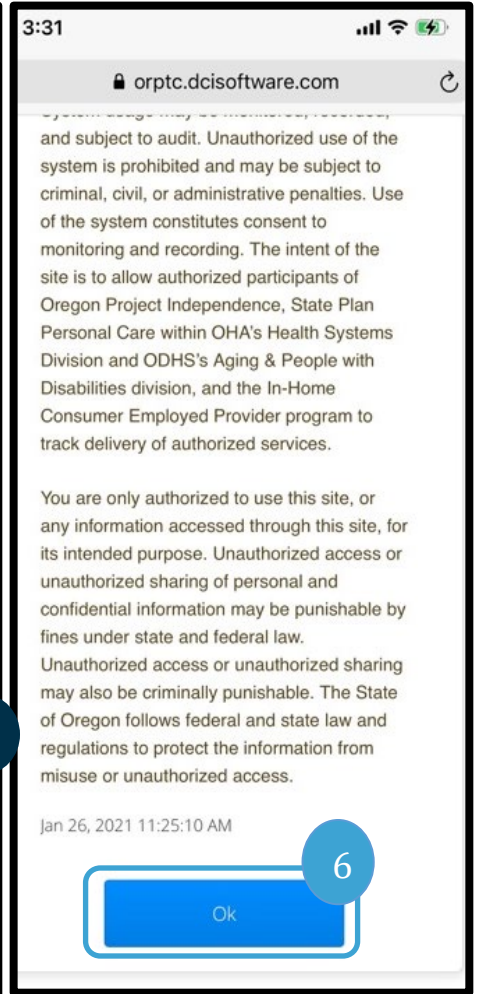 3:31
orptc.dcisoftware.com
and subject to audit. Unauthorized use of the
system is prohibited and may be subject to
criminal, civil, or administrative penalties. Use
of the system constitutes consent to
monitoring and recording. The intent of the
site is to allow authorized participants of
Oregon Project Independence, State Plan
Personal Care within OHA's Health Systems
Division and ODHS's Aging & People with
Disabilities division, and the In-Home
Consumer Employed Provider program to
track delivery of authorized services.
You are only authorized to use this site, or
any information accessed through this site, for
its intended purpose. Unauthorized access or
unauthorized sharing of personal and
confidential information may be punishable by
fines under state and federal law.
Unauthorized access or unauthorized sharing
may also be criminally punishable. The State
of Oregon follows federal and state law and
regulations to protect the information from
misuse or unauthorized access.
Jan 26, 2021 11:25:10 AM
6
Ok